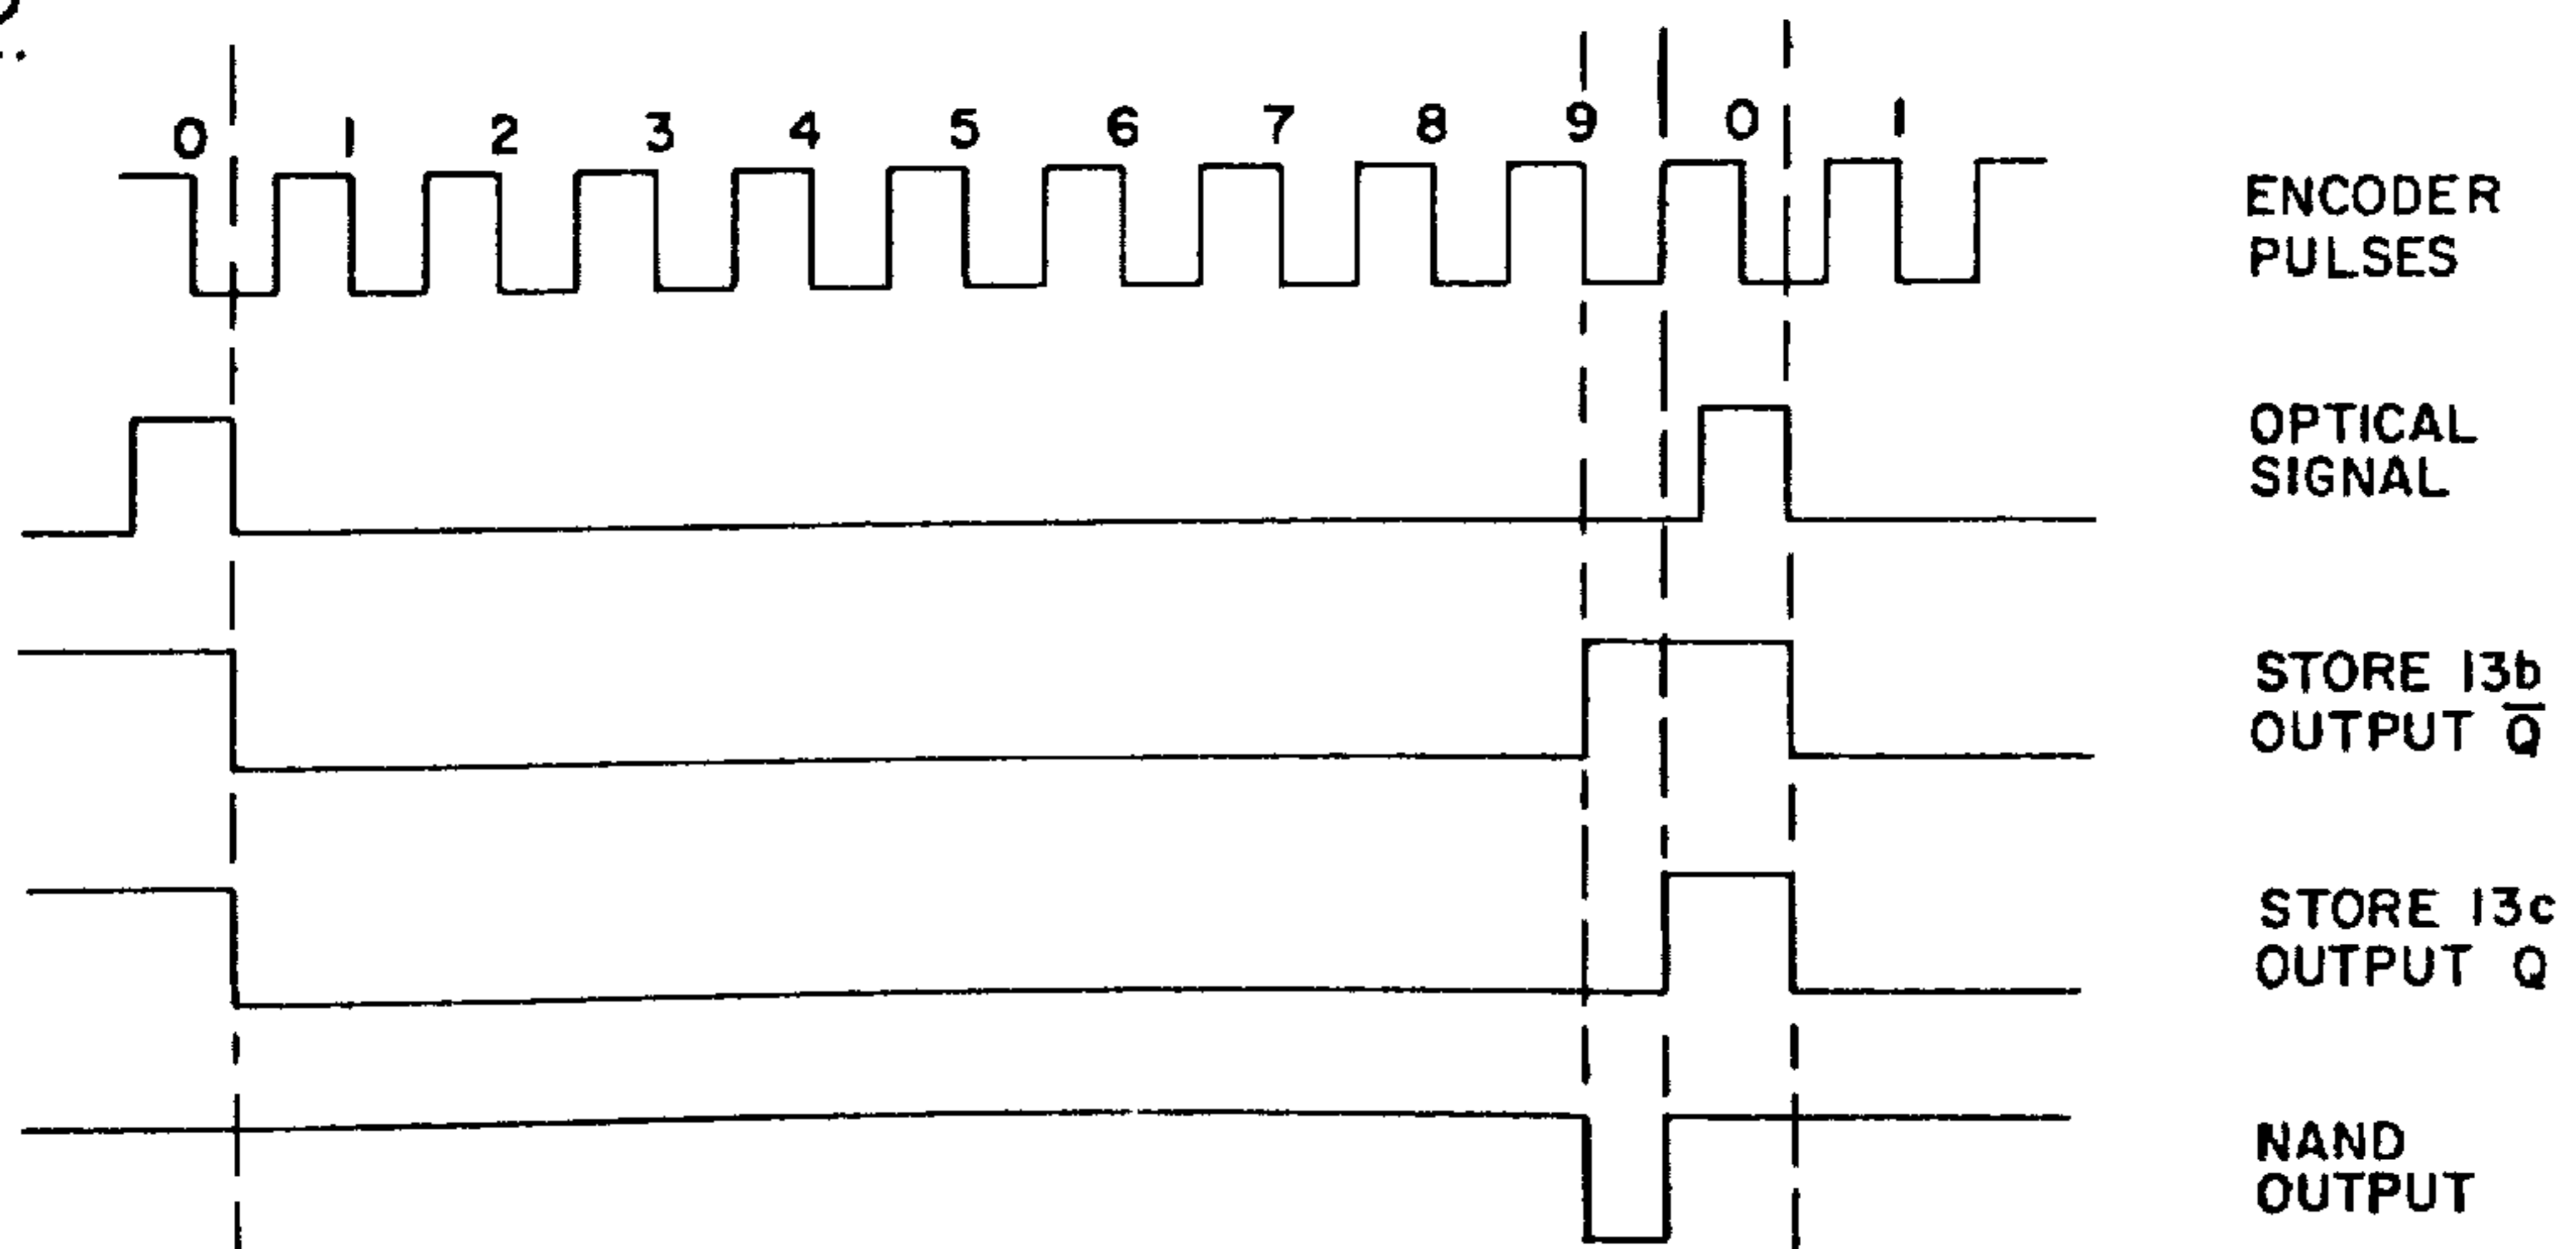 0 1 2 3 4 5 6 7 8 9 0 1
ENCODER
PULSES
OPTICAL
SIGNAL
STORE 13b
OUTPUT Q̅
STORE 13c
OUTPUT Q
NAND
OUTPUT